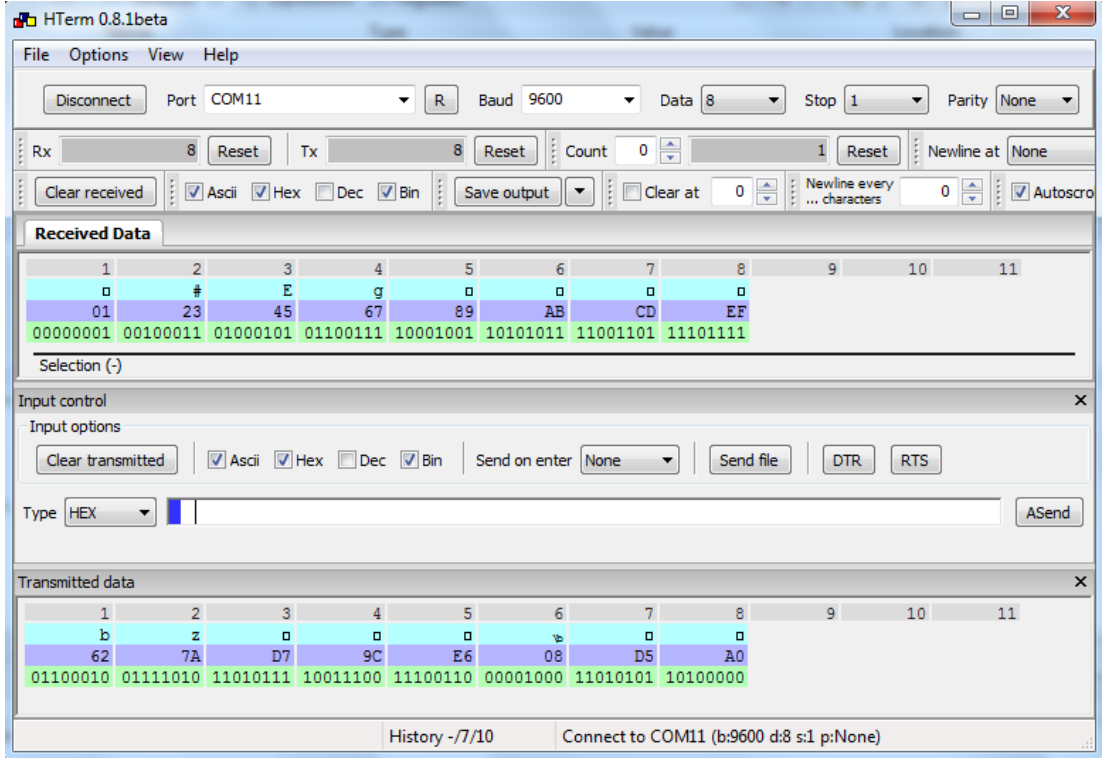 HTerm 0.8.1beta
File Options View Help
Disconnect Port COM11 R Baud 9600 Data 8 Stop 1 Parity None
Rx 8 Reset Tx 8 Reset Count 0 1 Reset Newline at None
Clear received Ascii Hex Dec Bin Save output Clear at 0 Newline every ... characters 0 Autoscro
Received Data
1 2 3 4 5 6 7 8 9 10 11
# E g
01 23 45 67 89 AB CD EF
00000001 00100011 01000101 01100111 10001001 10101011 11001101 11101111
Selection (-)
Input control
Input options
Clear transmitted Ascii Hex Dec Bin Send on enter None Send file DTR RTS
Type HEX ASend
Transmitted data
1 2 3 4 5 6 7 8 9 10 11
b z
62 7A D7 9C E6 08 D5 A0
01100010 01111010 11010111 10011100 11100110 00001000 11010101 10100000
History -/7/10 Connect to COM11 (b:9600 d:8 s:1 p:None)